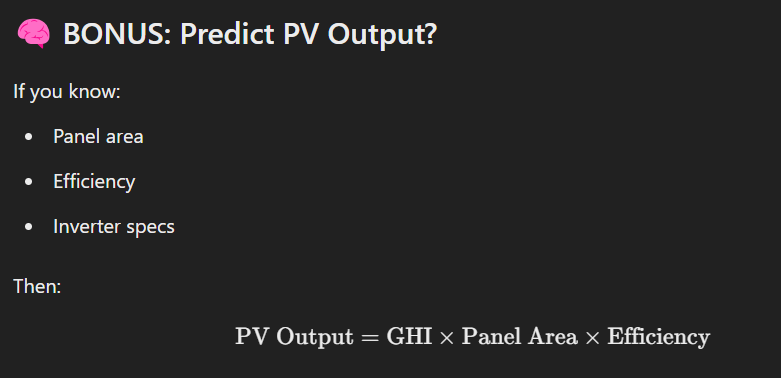 🧠 BONUS: Predict PV Output?
If you know:
• Panel area
• Efficiency
• Inverter specs
Then:
PV Output = GHI × Panel Area × Efficiency